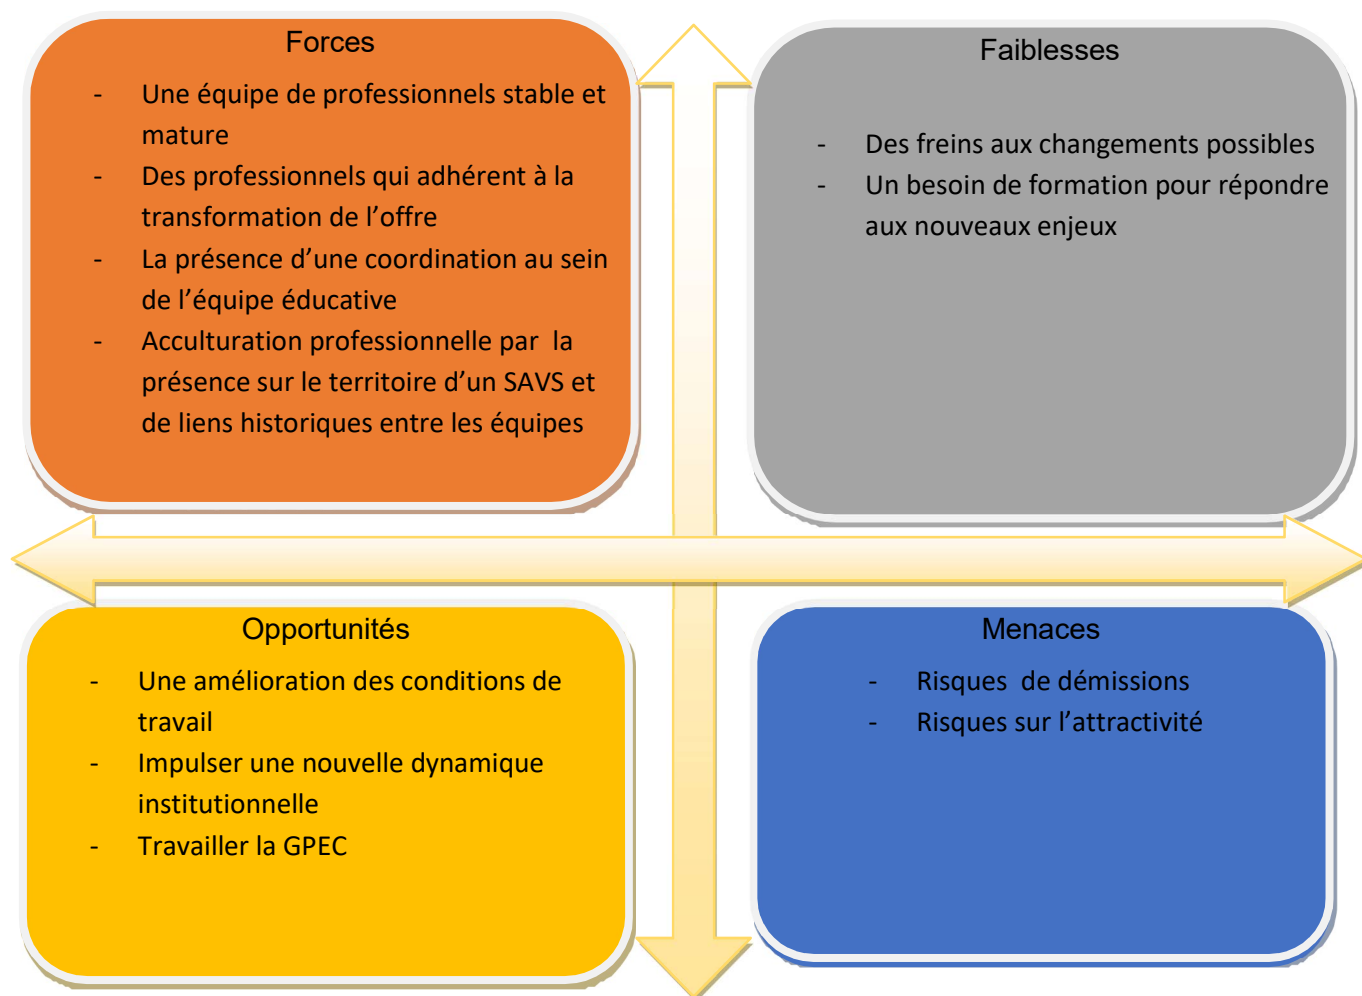 Forces
- Une équipe de professionnels stable et
mature
- Des professionnels qui adhérent à la
transformation de l’offre
- La présence d’une coordination au sein
de l’équipe éducative
- Acculturation professionnelle par  la
présence sur le territoire d’un SAVS et
de liens historiques entre les équipes
Faiblesses
- Des freins aux changements possibles
- Un besoin de formation pour répondre
aux nouveaux enjeux
Opportunités
- Une amélioration des conditions de
travail
- Impulser une nouvelle dynamique
institutionnelle
- Travailler la GPEC
Menaces
- Risques  de démissions
- Risques sur l’attractivité